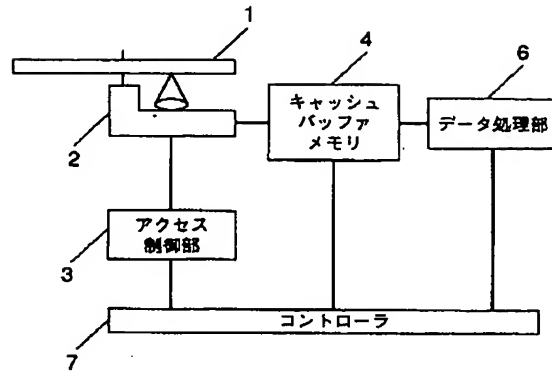 1
4
6
キャッシュ
バッファ
メモリ
データ処理部
2
アクセス
制御部
3
コントローラ
7